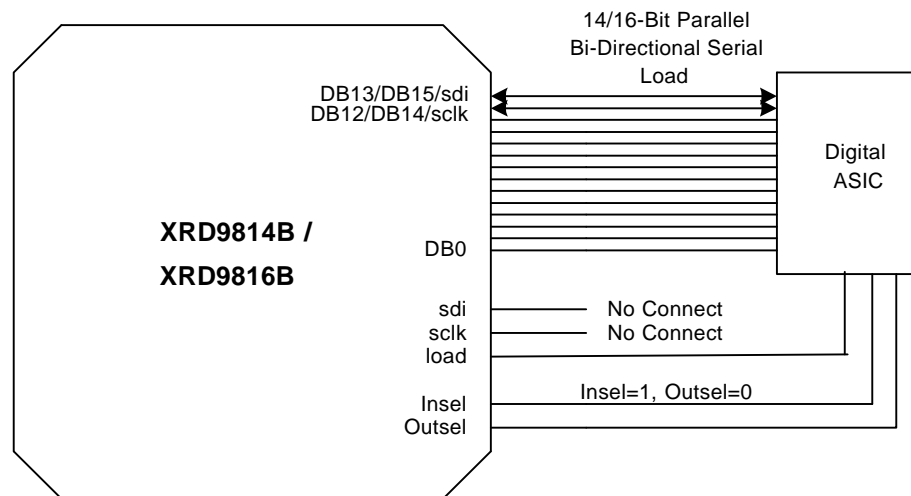 14/16-Bit Parallel
Bi-Directional Serial
Load
DB13/DB15/sdi
DB12/DB14/sclk
Digital
ASIC
XRD9814B /
XRD9816B
DB0
sdi
No Connect
sclk
No Connect
load
Insel
Insel=1, Outsel=0
Outsel